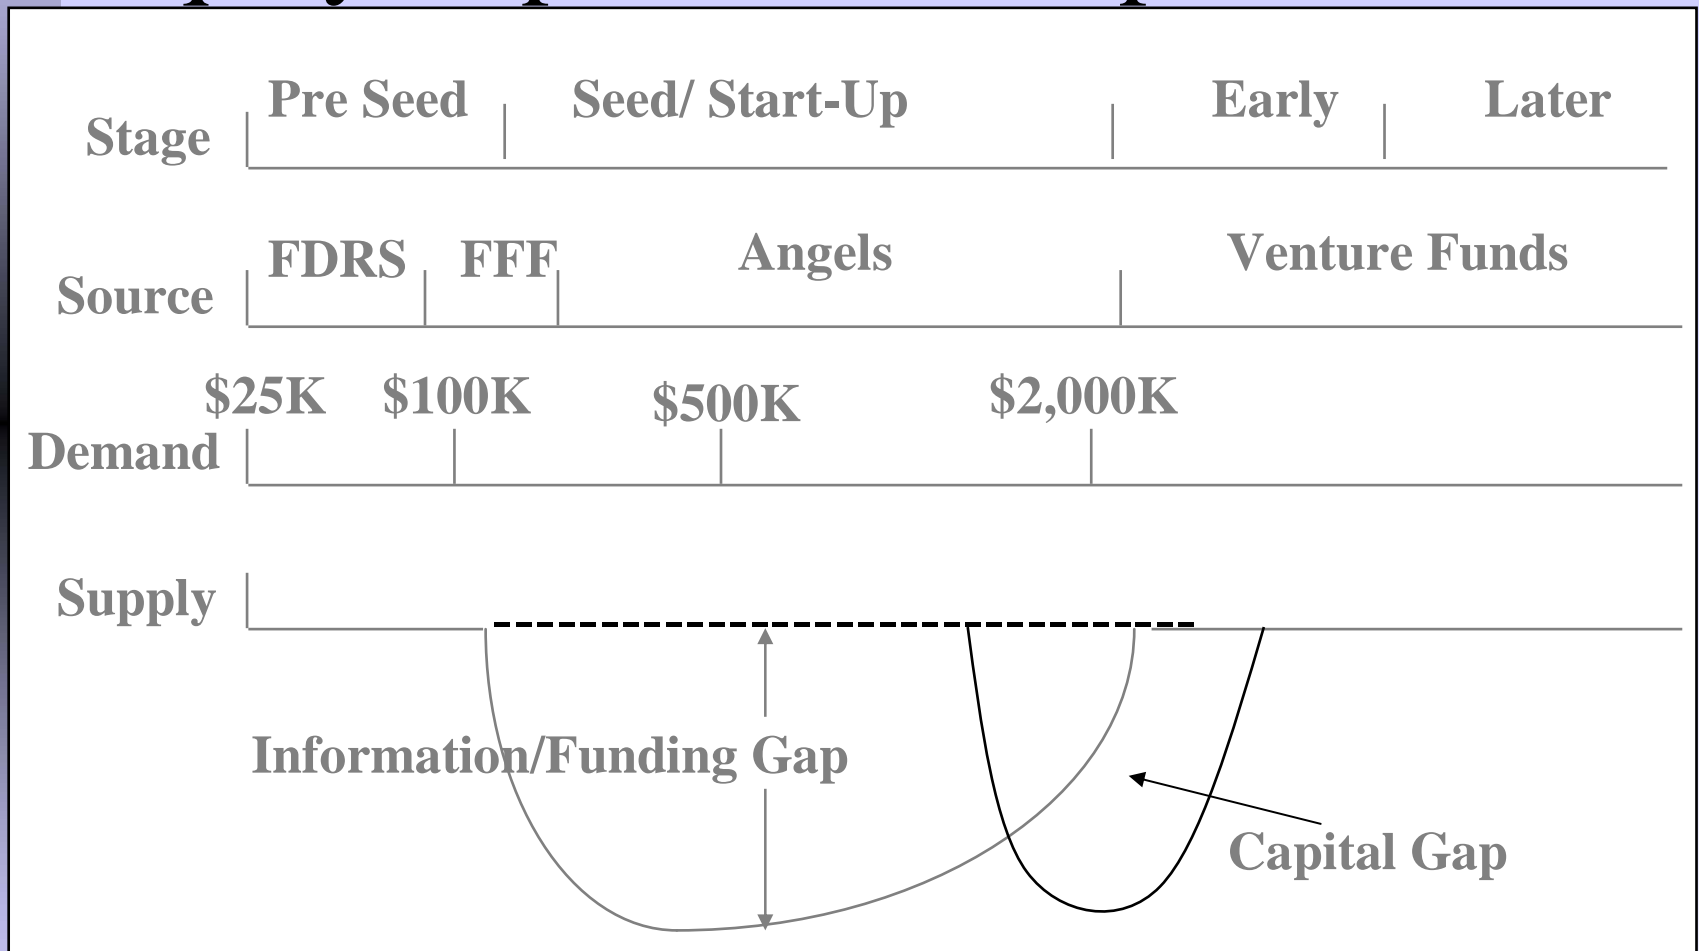 Pre Seed Seed/ Start-Up Early Later
Stage
FDRS FFF Angels Venture Funds
Source
$25K $100K $500K $2,000K
Demand
Supply
Information/Funding Gap
Capital Gap